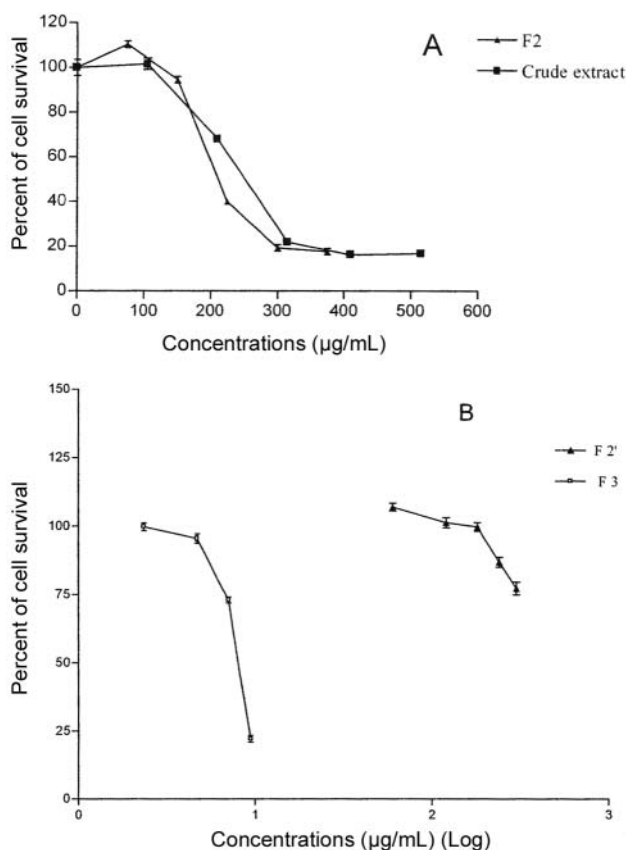 A
F2
Crude extract
Percent of cell survival
120
100
80
60
40
20
0
0 100 200 300 400 500 600
Concentrations (µg/mL)
B
F 2'
F 3
Percent of cell survival
150
125
100
75
50
25
0
0 1 2 3
Concentrations (µg/mL) (Log)